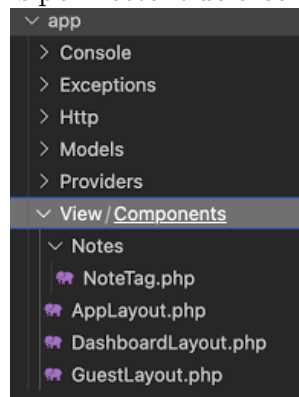 app
Console
Exceptions
Http
Models
Providers
View/Components
Notes
NoteTag.php
AppLayout.php
DashboardLayout.php
GuestLayout.php